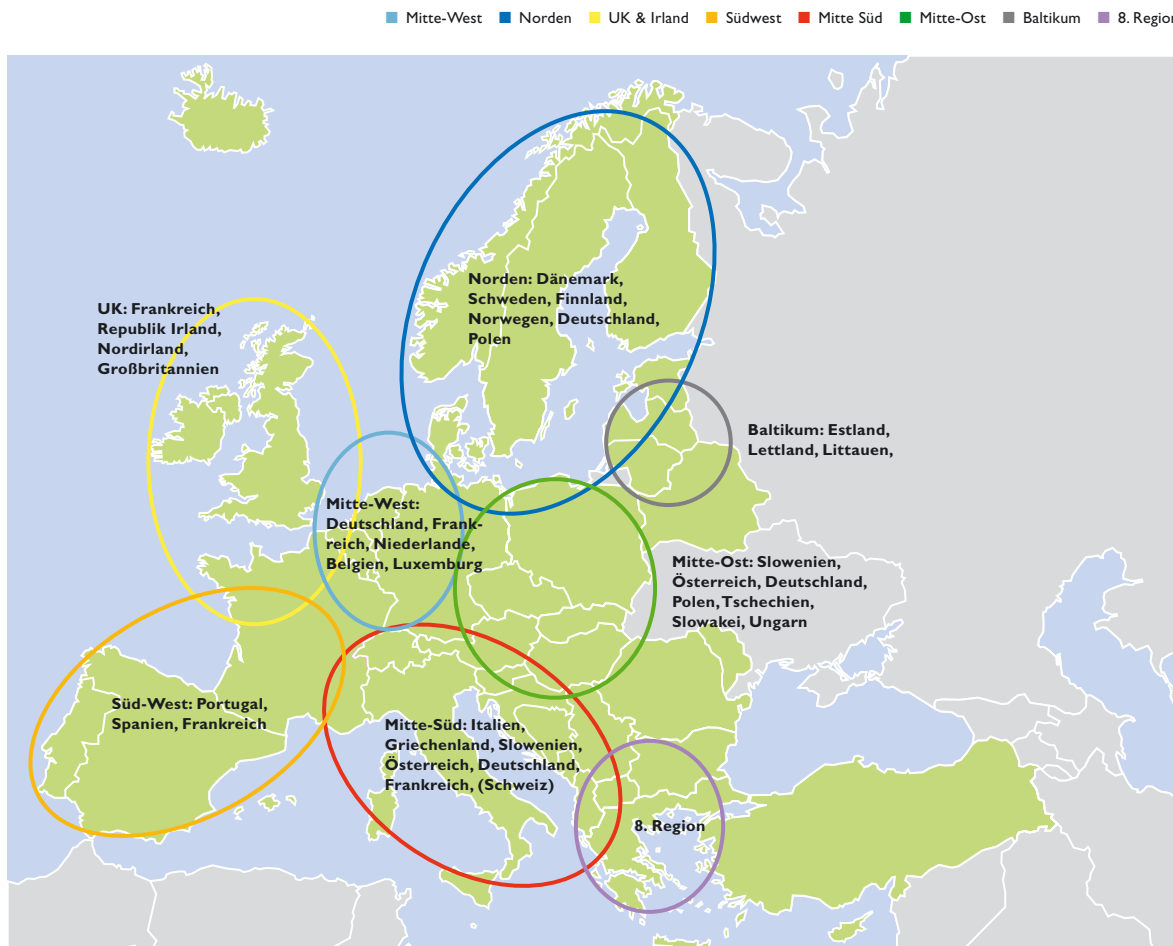 Mitte-West Norden UK & Irland Südwest Mitte Süd Mitte-Ost Baltikum 8. Region
Norden: Dänemark,
Schweden, Finnland,
Norwegen, Deutschland,
Polen
UK: Frankreich,
Republik Irland,
Nordirland,
Großbritannien
Baltikum: Estland,
Lettland, Littauen,
Mitte-West:
Deutschland, Frank-
reich, Niederlande,
Belgien, Luxemburg
Mitte-Ost: Slowenien,
Österreich, Deutschland,
Polen, Tschechien,
Slowakei, Ungarn
Süd-West: Portugal,
Spanien, Frankreich
Mitte-Süd: Italien,
Griechenland, Slowenien,
Österreich, Deutschland,
Frankreich, (Schweiz)
8. Region